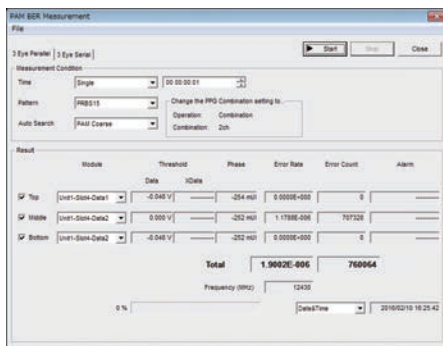 PAM BER Measurement
File
3 Eye Parallel 3 Eye Serial
Start Stop Close
Measurement Condition
Time Single 00 00:00:01
Pattern PRBS15
Auto Search PAM Coarse
Change the PPG Combination setting to..
Operation: Combination
Combination: 2ch
Result
Module Threshold Phase Error Rate Error Count Alarm
Data XData
Top Unit1-Slot4-Data1 -0.046 V -254 mUI 0.0000E+000 0
Middle Unit1-Slot4-Data2 0.000 V -252 mUI 707328
Bottom Unit1-Slot4-Data2 -0.046 V -252 mUI 0.0000E+000 0
Total 1.9002E-006 760064
Frequency (MHz) 12430
0 % Date&Time 2016/02/10 16:25:42